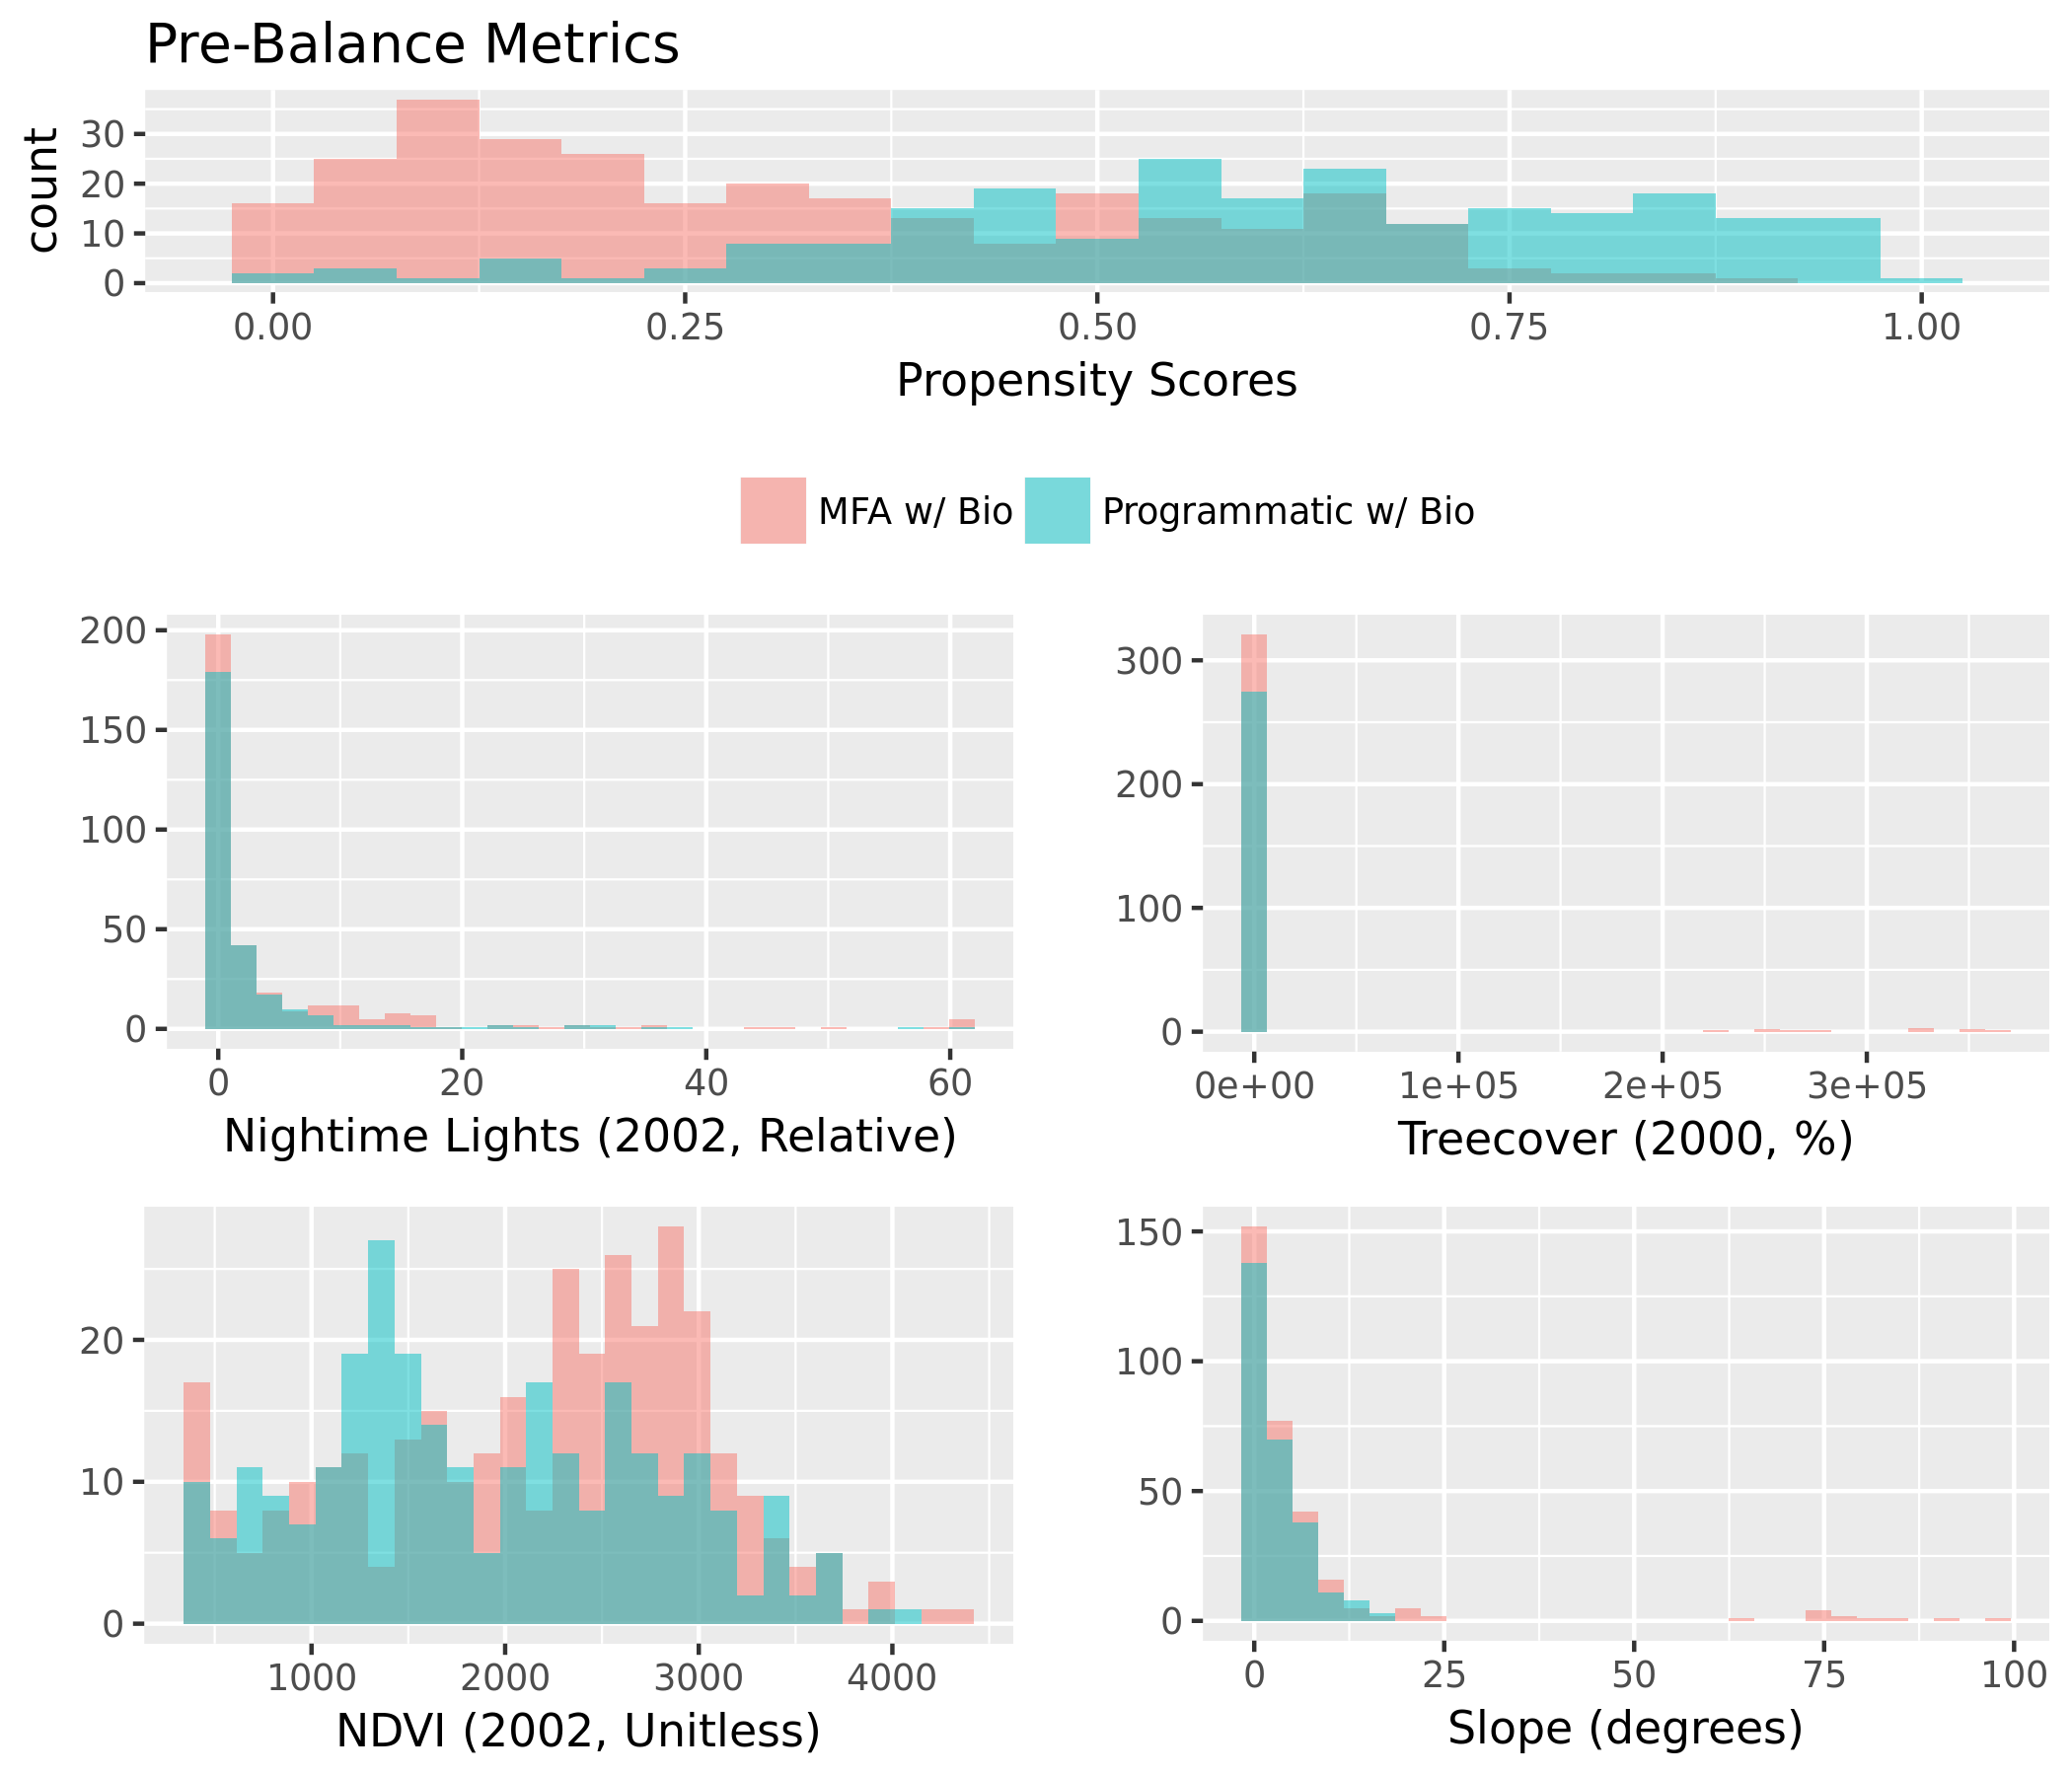 Pre-Balance Metrics
count
30
20
10
0
0.00 0.25 0.50 0.75 1.00
Propensity Scores
MFA w/ Bio Programmatic w/ Bio
200
150
100
50
0
0 20 40 60
Nightime Lights (2002, Relative)
300
200
100
0
0e+00 1e+05 2e+05 3e+05
Treecover (2000, %)
20
10
0
1000 2000 3000 4000
NDVI (2002, Unitless)
150
100
50
0
0 25 50 75 100
Slope (degrees)